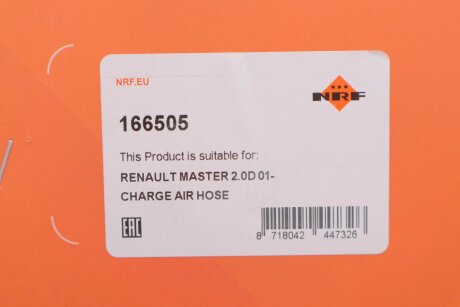 NRF.EU
NRF
166505
This Product is suitable for:
RENAULT MASTER 2.0D 01-
CHARGE AIR HOSE
EAC
8 718042 447326